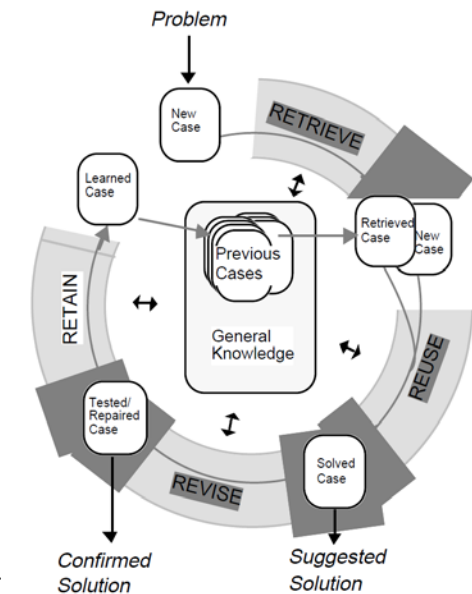 Problem
New
Case
RETRIEVE
Learned
Case
Retrieved
Case
New
Case
Previous
Cases
General
Knowledge
RETAIN
REUSE
Tested/
Repaired
Case
REVISE
Solved
Case
Confirmed
Solution
Suggested
Solution